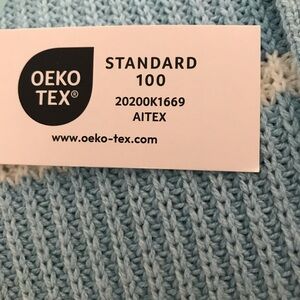 OEKO
TEX®
STANDARD
100
20200K1669
AITEX
www.oeko-tex.com